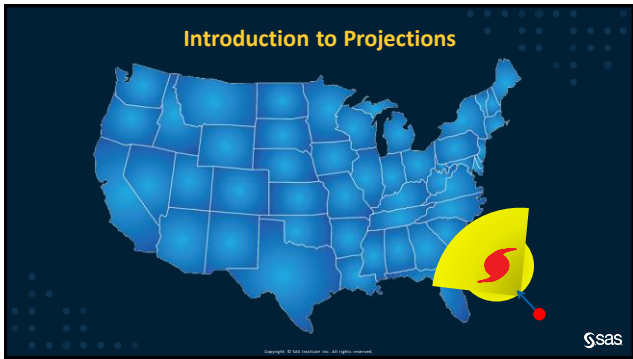 Introduction to Projections
Copyright © SAS Institute Inc. All rights reserved.
sas